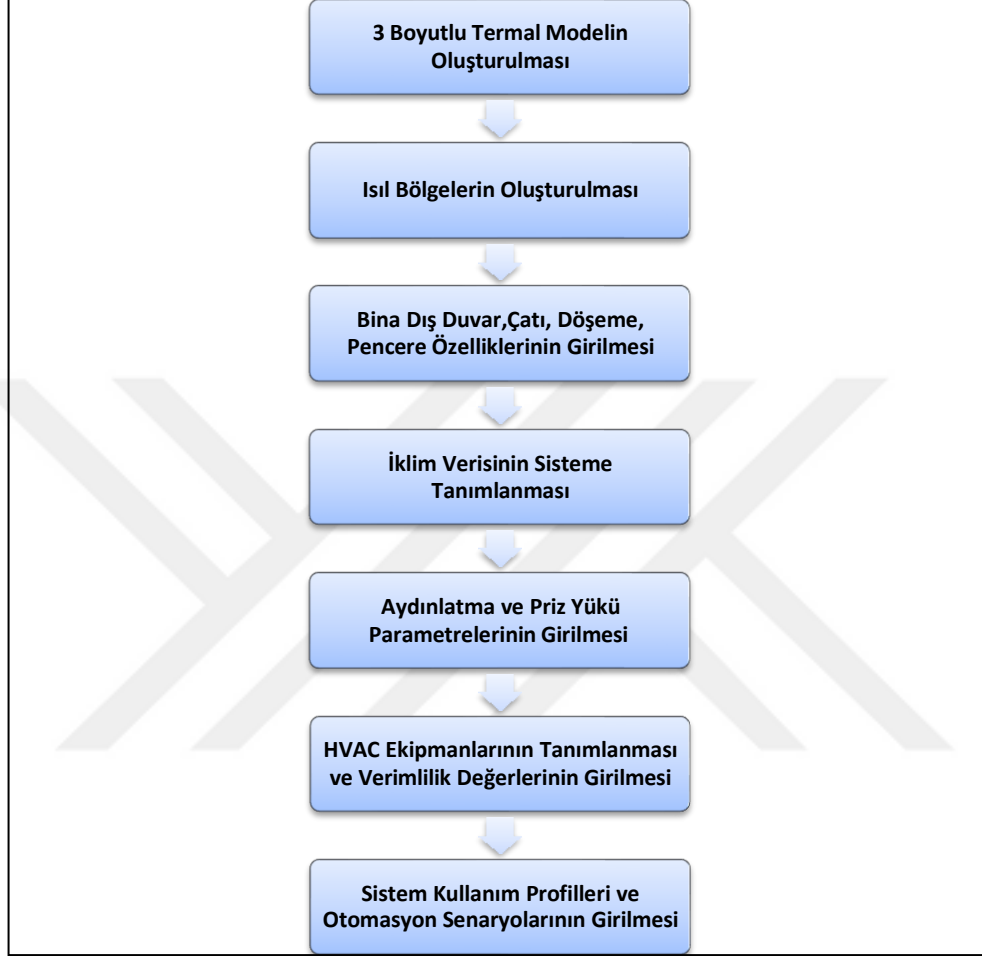 3 Boyutlu Termal Modelin
Oluşturulması
Isıl Bölgelerin Oluşturulması
Bina Dış Duvar,Çatı, Döşeme,
Pencere Özelliklerinin Girilmesi
İklim Verisinin Sisteme
Tanımlanması
Aydınlatma ve Priz Yükü
Parametrelerinin Girilmesi
HVAC Ekipmanlarının Tanımlanması
ve Verimlilik Değerlerinin Girilmesi
Sistem Kullanım Profilleri ve
Otomasyon Senaryolarının Girilmesi